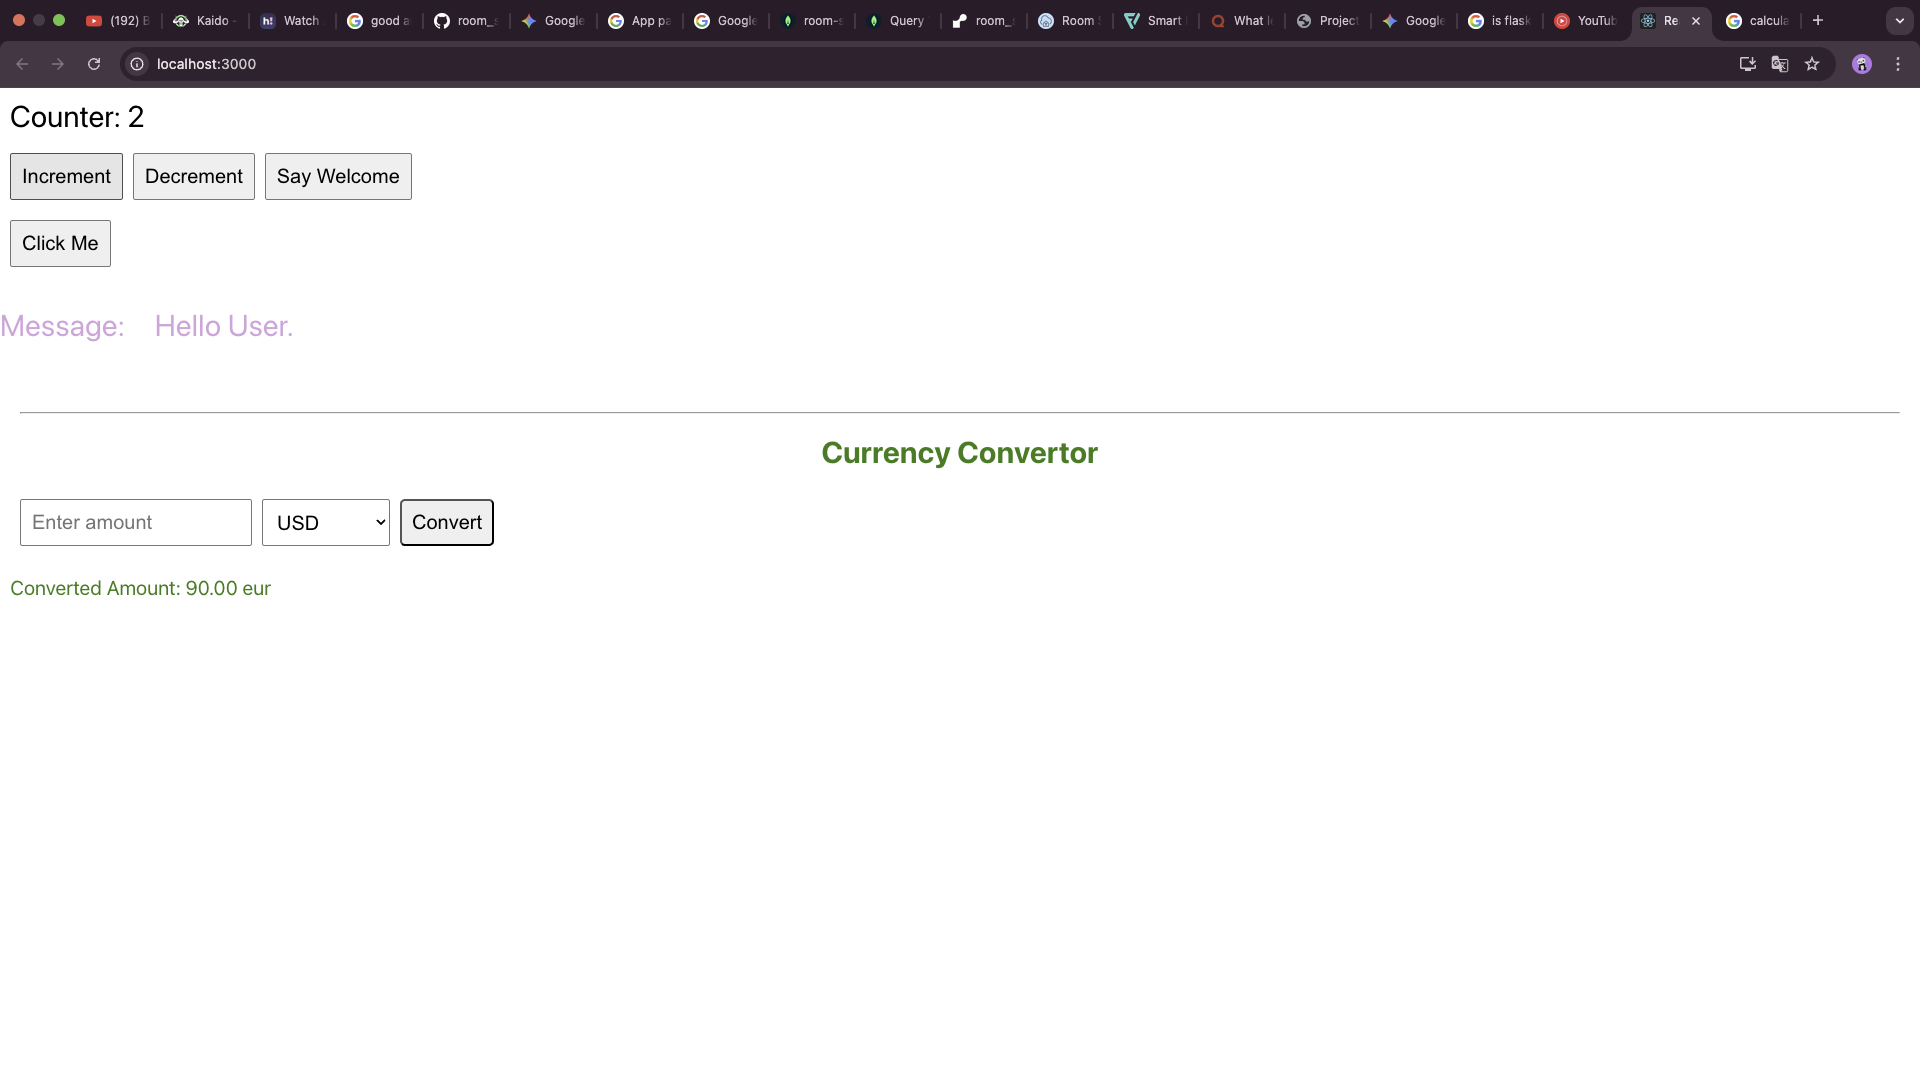 (192) B
Kaido -
h! Watch
good a
room_s
Google
App pa
Google
room-s
Query
room_s
Room S
Smart
What
Project
Google
is flask
YouTub
Re
calcula
localhost:3000
Counter: 2
Increment Decrement Say Welcome
Click Me
Message: Hello User.
Currency Convertor
Enter amount USD Convert
Converted Amount: 90.00 eur